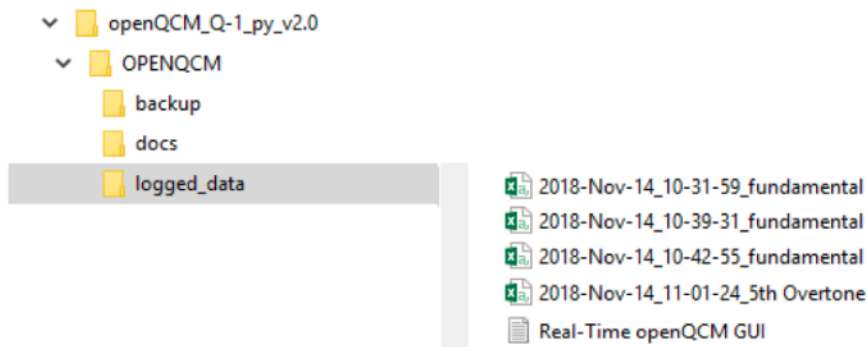 openQCM_Q-1_py_v2.0
OPENQCM
backup
docs
logged_data
2018-Nov-14_10-31-59_fundamental
2018-Nov-14_10-39-31_fundamental
2018-Nov-14_10-42-55_fundamental
2018-Nov-14_11-01-24_5th Overtone
Real-Time openQCM GUI